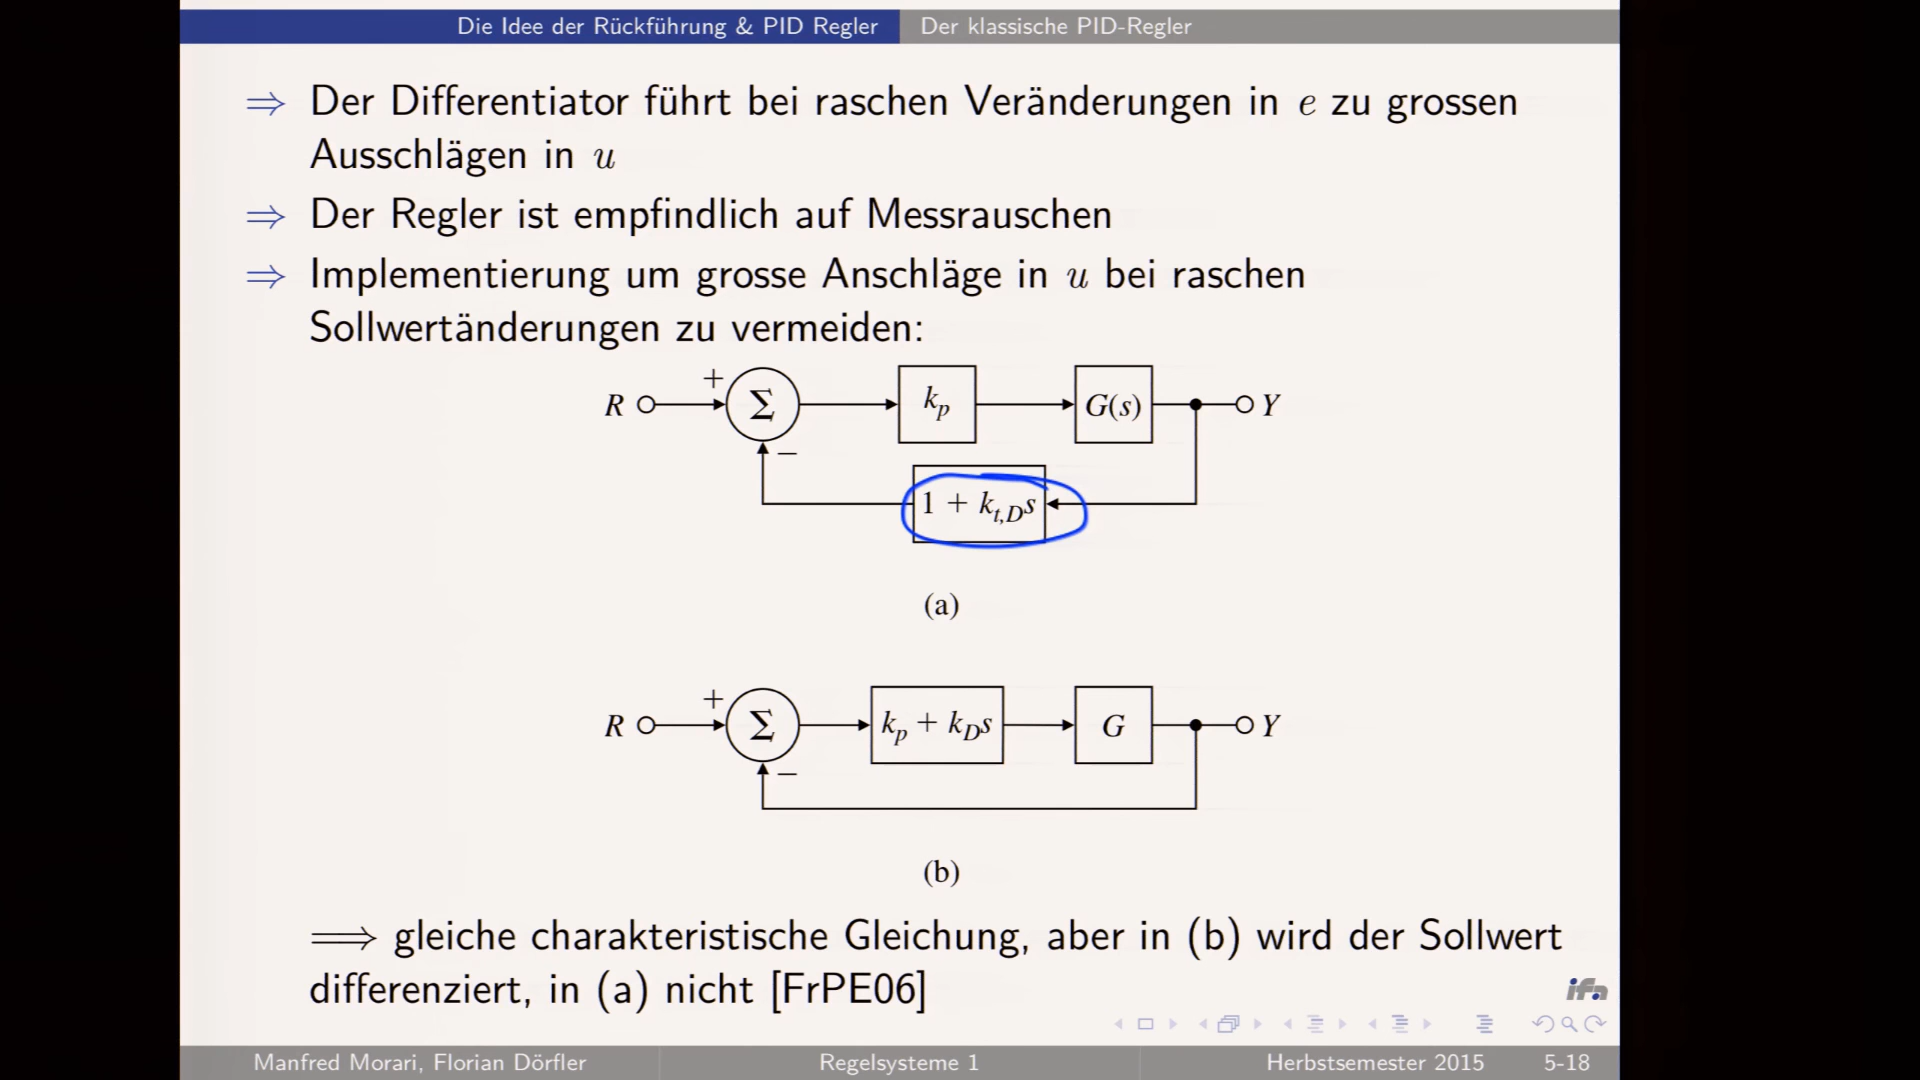 Die Idee der Rückführung & PID Regler Der klassische PID-Regler
⇒ Der Differentiator führt bei raschen Veränderungen in e zu grossen
Ausschlägen in u
⇒ Der Regler ist empfindlich auf Messrauschen
⇒ Implementierung um grosse Anschläge in u bei raschen
Sollwertänderungen zu vermeiden:
R + Σ k_p G(s) Y
−
1 + k_{t,D}s
(a)
R + Σ k_p + k_Ds G Y
−
(b)
⟹ gleiche charakteristische Gleichung, aber in (b) wird der Sollwert
differenziert, in (a) nicht [FrPE06]
ifa
Manfred Morari, Florian Dörfler Regelsysteme 1 Herbstsemester 2015 5-18